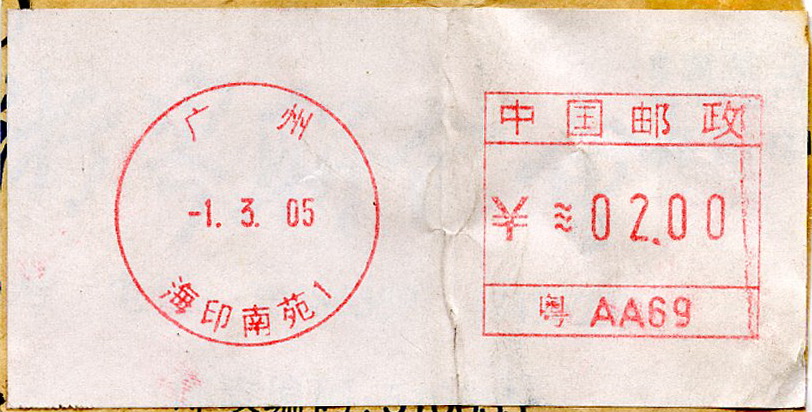 广州
-1. 3. 05
海印南苑1
中国邮政
¥≈02.00
粤 AA69